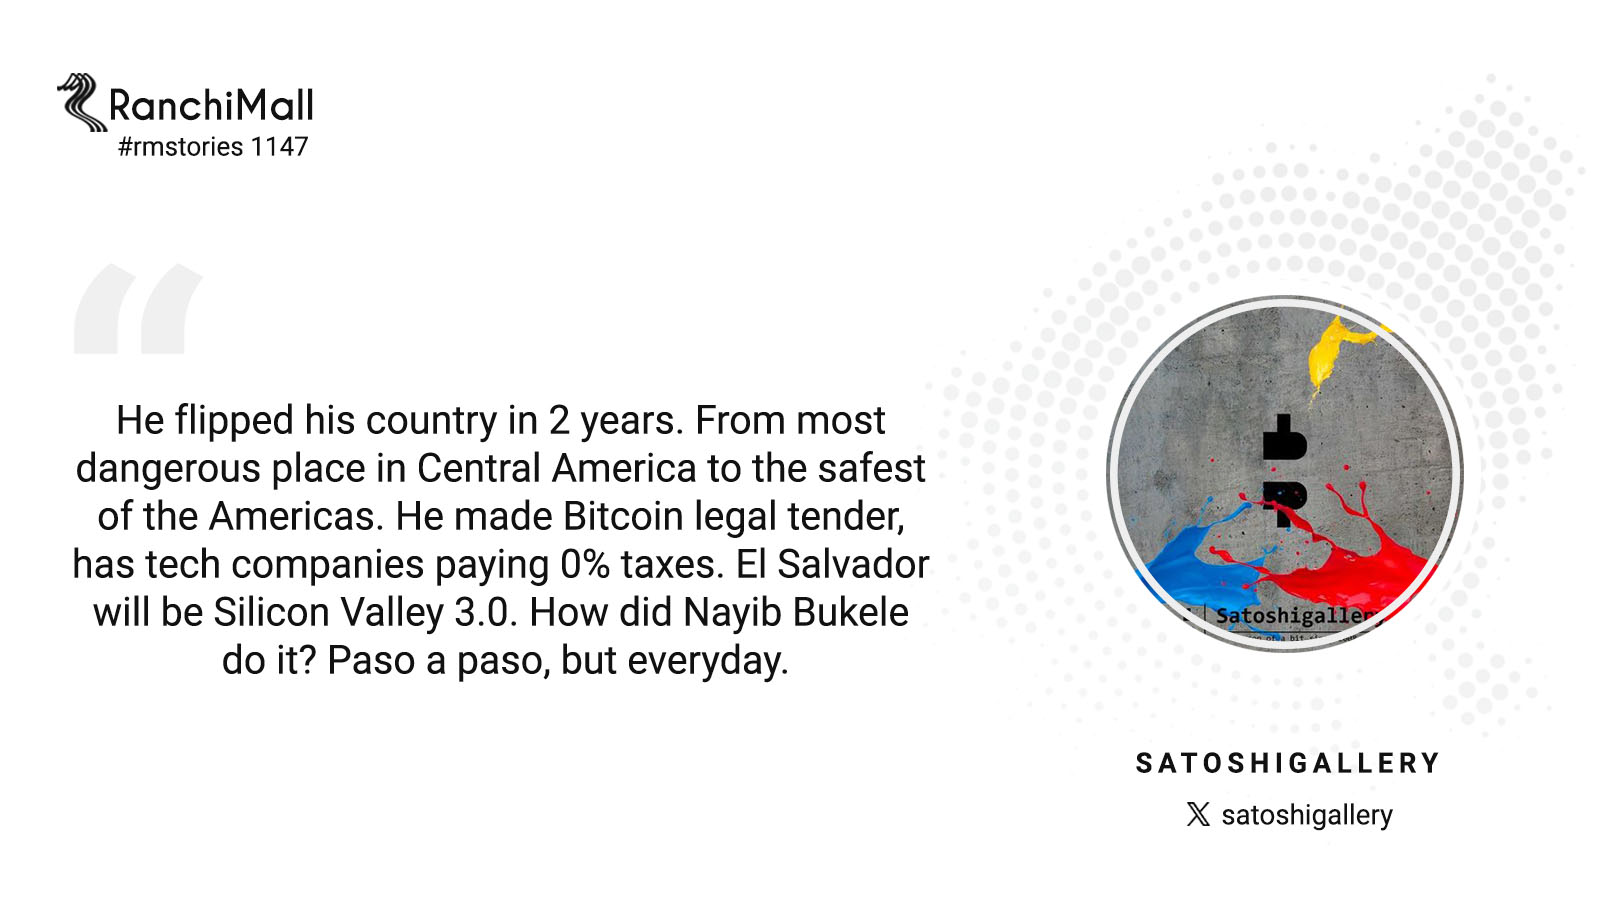 RanchiMall
#rmstories 1147
“
He flipped his country in 2 years. From most
dangerous place in Central America to the safest
of the Americas. He made Bitcoin legal tender,
has tech companies paying 0% taxes. El Salvador
will be Silicon Valley 3.0. How did Nayib Bukele
do it? Paso a paso, but everyday.
Satoshigallery
SATOSHIGALLERY
𝕏 satoshigallery